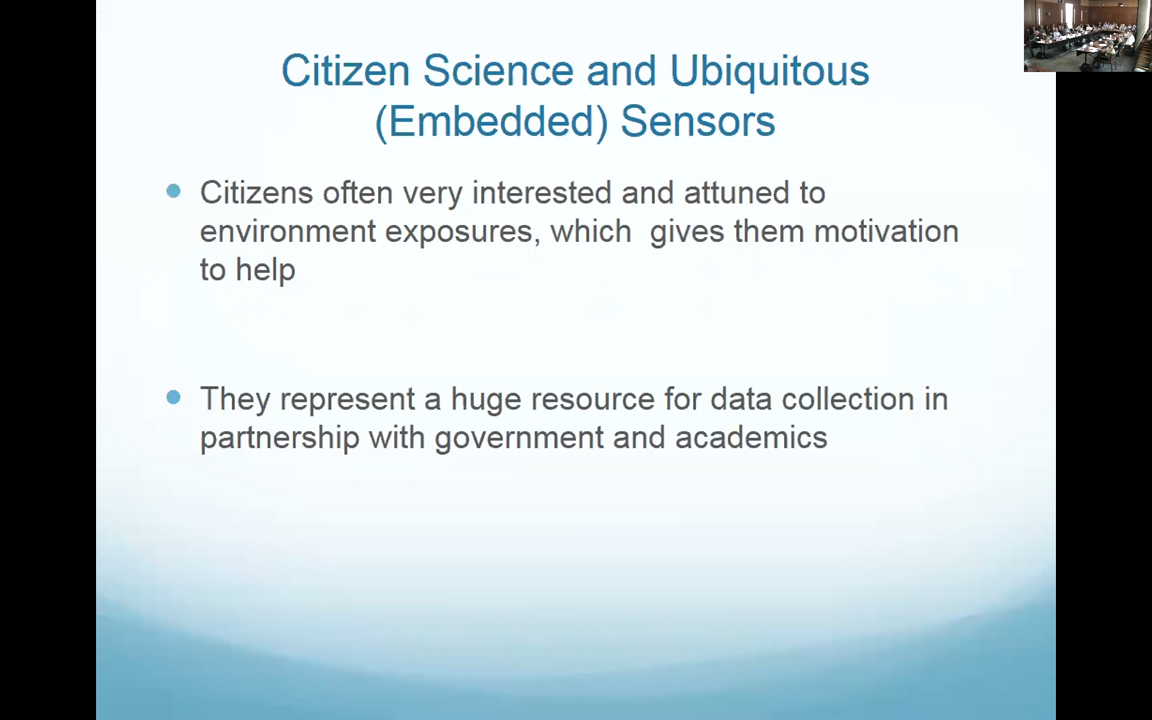 Citizen Science and Ubiquitous
(Embedded) Sensors
Citizens often very interested and attuned to
environment exposures, which  gives them motivation
to help
They represent a huge resource for data collection in
partnership with government and academics